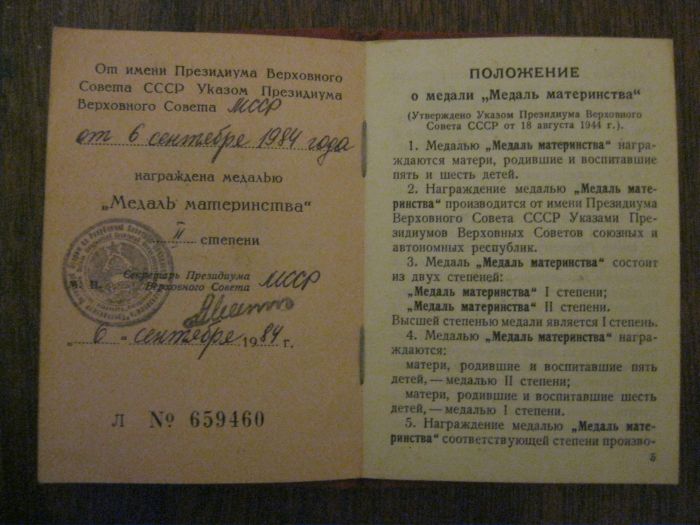 От имени Президиума Верховного
Совета СССР Указом Президиума
Верховного Совета МССР
от 6 сентября 1984 года
награждена медалью
„Медаль материнства“
II степени
М. П.
Секретарь Президиума
Верховного Совета МССР
„6“ сентября 1984 г.
Л № 659460
ПОЛОЖЕНИЕ
о медали „Медаль материнства“
(Утверждено Указом Президиума Верховного
Совета СССР от 18 августа 1944 г.).
1. Медалью „Медаль материнства“ награ-
ждаются матери, родившие и воспитавшие
пять и шесть детей.
2. Награждение медалью „Медаль мате-
ринства“ производится от имени Президиума
Верховного Совета СССР Указами Пре-
зидиумов Верховных Советов союзных и
автономных республик.
3. Медаль „Медаль материнства“ состоит
из двух степеней:
„Медаль материнства“ I степени;
„Медаль материнства“ II степени.
Высшей степенью медали является I степень.
4. Медалью „Медаль материнства“ награ-
ждаются:
матери, родившие и воспитавшие пять
детей,—медалью II степени;
матери, родившие и воспитавшие шесть
детей,—медалью I степени.
5. Награждение медалью „Медаль мате-
ринства“ соответствующей степени произво-
5